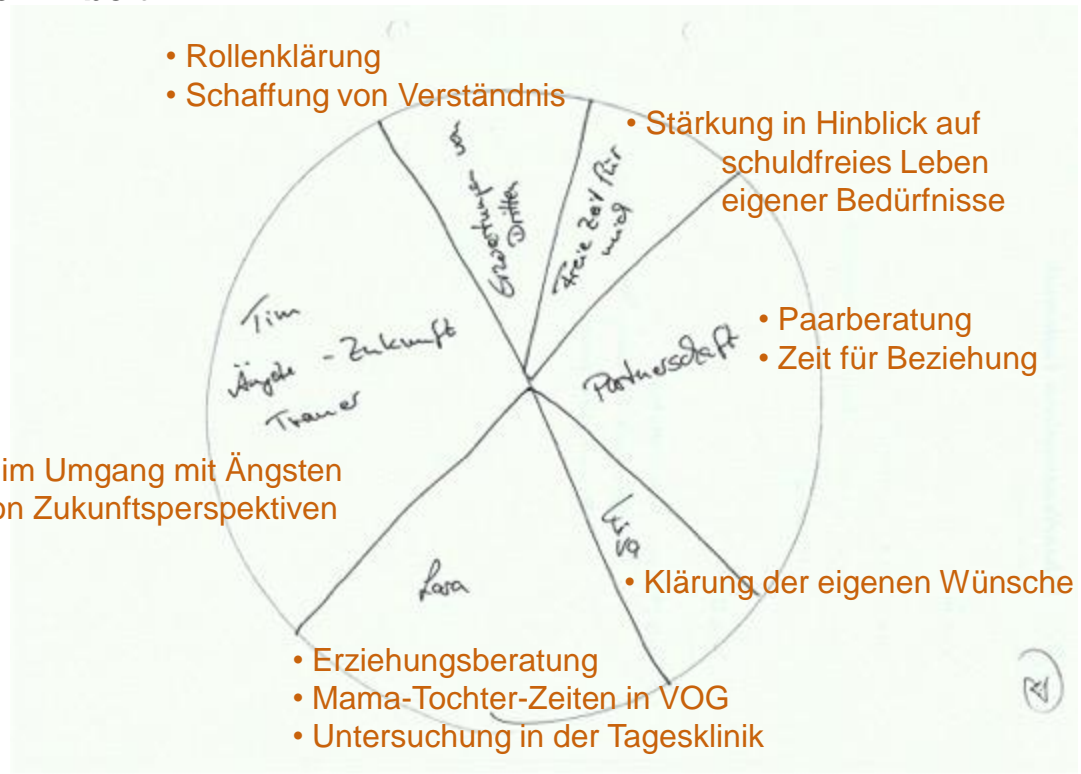 • Rollenklärung
• Schaffung von Verständnis
• Stärkung in Hinblick auf
schuldfreies Leben
eigener Bedürfnisse
Erwartungen v.
Dritten
Freie Zeit für
mich
Tim
Ängste - Zukunft
Trauer
Partnerschaft
• Paarberatung
• Zeit für Beziehung
im Umgang mit Ängsten
on Zukunftsperspektiven
• Klärung der eigenen Wünsche
Lara
• Erziehungsberatung
• Mama-Tochter-Zeiten in VOG
• Untersuchung in der Tagesklinik